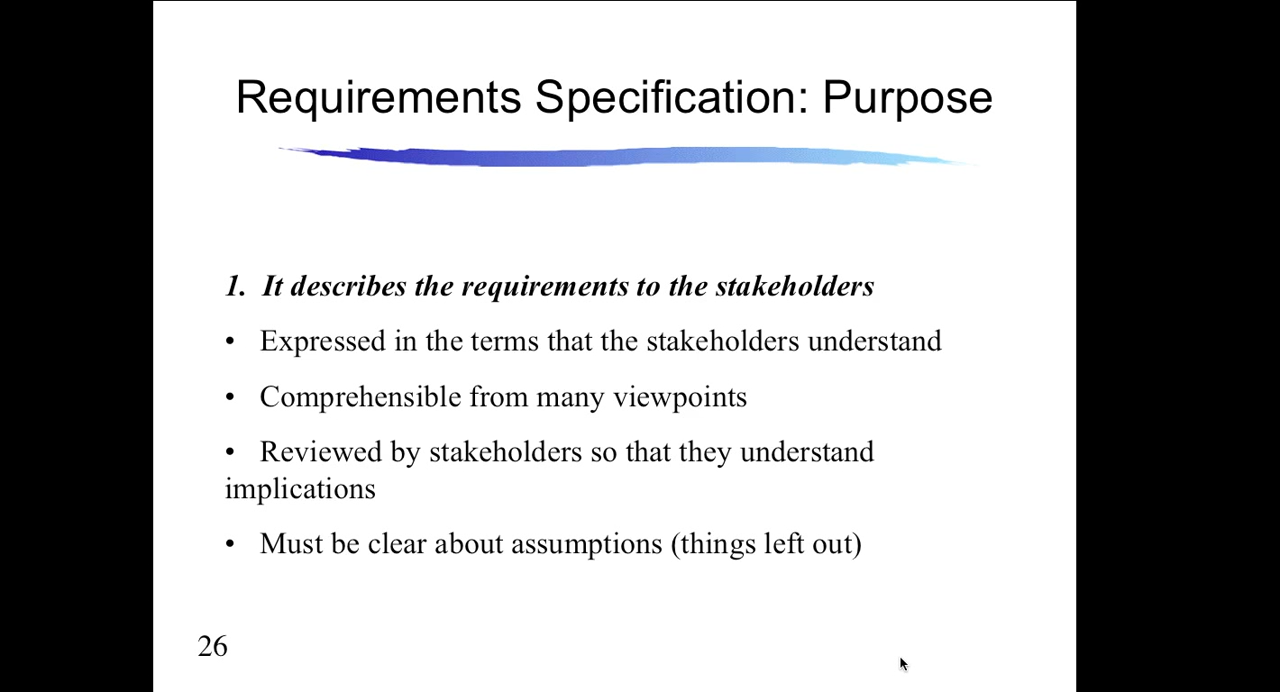 Requirements Specification: Purpose
1. It describes the requirements to the stakeholders
• Expressed in the terms that the stakeholders understand
• Comprehensible from many viewpoints
• Reviewed by stakeholders so that they understand
implications
• Must be clear about assumptions (things left out)
26